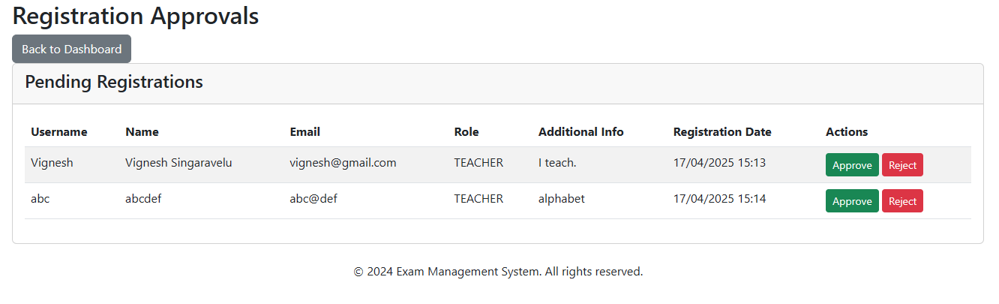 Registration Approvals
Back to Dashboard
Pending Registrations
Username Name Email Role Additional Info Registration Date Actions
Vignesh Vignesh Singaravelu vignesh@gmail.com TEACHER I teach. 17/04/2025 15:13 Approve Reject
abc abcdef abc@def TEACHER alphabet 17/04/2025 15:14 Approve Reject
© 2024 Exam Management System. All rights reserved.